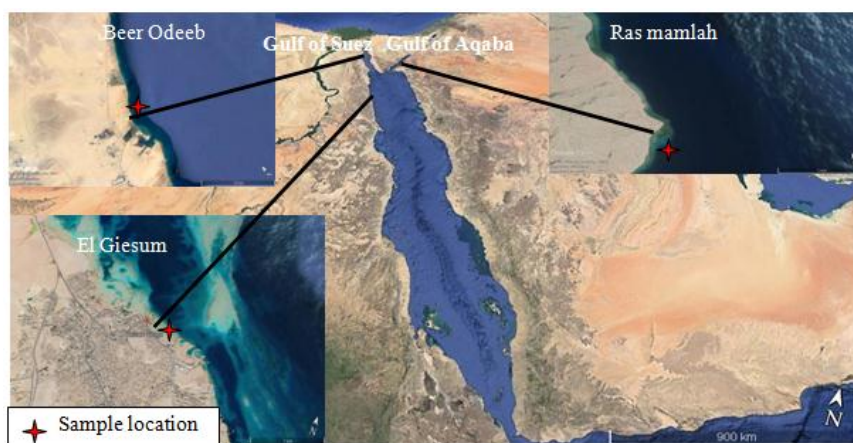 Beer Odeeb
Gulf of Suez
Gulf of Aqaba
Ras mamlah
El Giesum
N
Sample location
900 km
N